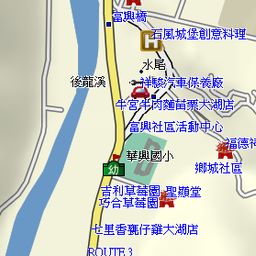 富興橋
石風城堡創意料理
水尾
後龍溪
祥駿汽車保養廠
牛宮牛肉麵苗栗大湖店
富興社區活動中心
福德神
華興國小
鄉城社區
幼
吉利草莓園
聖顯堂
巧合草莓園
七里香甕仔雞大湖店
ROUTE 3